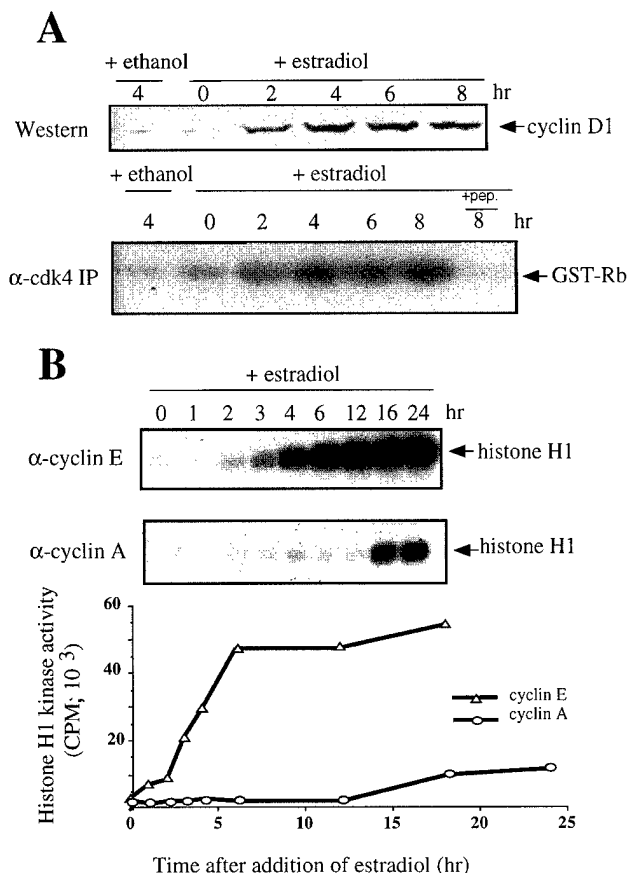 A
+ ethanol + estradiol
4 0 2 4 6 8 hr
Western cyclin D1
+ ethanol + estradiol
+pep.
4 0 2 4 6 8 8 hr
α-cdk4 IP GST-Rb
B
+ estradiol
0 1 2 3 4 6 12 16 24 hr
α-cyclin E histone H1
α-cyclin A histone H1
Histone H1 kinase activity
(CPM; 10 3)
60
40
20
cyclin E
cyclin A
0 5 10 15 20 25
Time after addition of estradiol (hr)